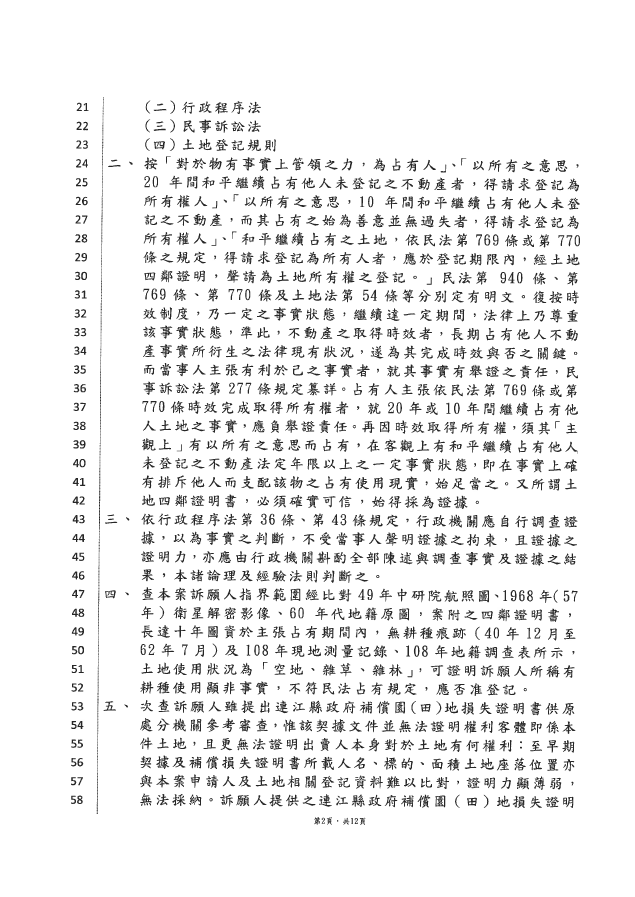 21 （二）行政程序法
22 （三）民事訴訟法
23 （四）土地登記規則
24 二、按「對於物有事實上管領之力，為占有人」、「以所有之意思，
25 20 年間和平繼續占有他人未登記之不動產者，得請求登記為
26 所有權人」、「以所有之意思，10 年間和平繼續占有他人未登
27 記之不動產，而其占有之始為善意並無過失者，得請求登記為
28 所有權人」、「和平繼續占有之土地，依民法第 769 條或第 770
29 條之規定，得請求登記為所有人者，應於登記期限內，經土地
30 四鄰證明，聲請為土地所有權之登記。」民法第 940 條、第
31 769 條、第 770 條及土地法第 54 條等分別定有明文。復按時
32 效制度，乃一定之事實狀態，繼續達一定期間，法律上乃尊重
33 該事實狀態，準此，不動產之取得時效者，長期占有他人不動
34 產事實所衍生之法律現有狀況，遂為其完成時效與否之關鍵。
35 而當事人主張有利於己之事實者，就其事實有舉證之責任，民
36 事訴訟法第 277 條規定綦詳。占有人主張依民法第 769 條或第
37 770 條時效完成取得所有權者，就 20 年或 10 年間繼續占有他
38 人土地之事實，應負舉證責任。再因時效取得所有權，須其「主
39 觀上」有以所有之意思而占有，在客觀上有和平繼續占有他人
40 未登記之不動產法定年限以上之一定事實狀態，即在事實上確
41 有排斥他人而支配該物之占有使用現實，始足當之。又所謂土
42 地四鄰證明書，必須確實可信，始得採為證據。
43 三、依行政程序法第 36 條、第 43 條規定，行政機關應自行調查證
44 據，以為事實之判斷，不受當事人聲明證據之拘束，且證據之
45 證明力，亦應由行政機關斟酌全部陳述與調查事實及證據之結
46 果，本諸論理及經驗法則判斷之。
47 四、查本案訴願人指界範圍經比對 49 年中研院航照圖、1968 年（57
48 年）衛星解密影像、60 年代地籍原圖，案附之四鄰證明書，
49 長達十年圖資於主張占有期間內，無耕種痕跡（40 年 12 月至
50 62 年 7 月）及 108 年現地測量記錄、108 年地籍調查表所示，
51 土地使用狀況為「空地、雜草、雜林」，可證明訴願人所稱有
52 耕種使用顯非事實，不符民法占有規定，應否准登記。
53 五、次查訴願人雖提出連江縣政府補償園（田）地損失證明書供原
54 處分機關參考審查，惟該契據文件並無法證明權利客體即係本
55 件土地，且更無法證明出賣人本身對於土地有何權利；至早期
56 契據及補償損失證明書所載人名、標的、面積土地座落位置亦
57 與本案申請人及土地相關登記資料難以比對，證明力顯薄弱，
58 無法採納。訴願人提供之連江縣政府補償園（田）地損失證明
第2頁，共12頁